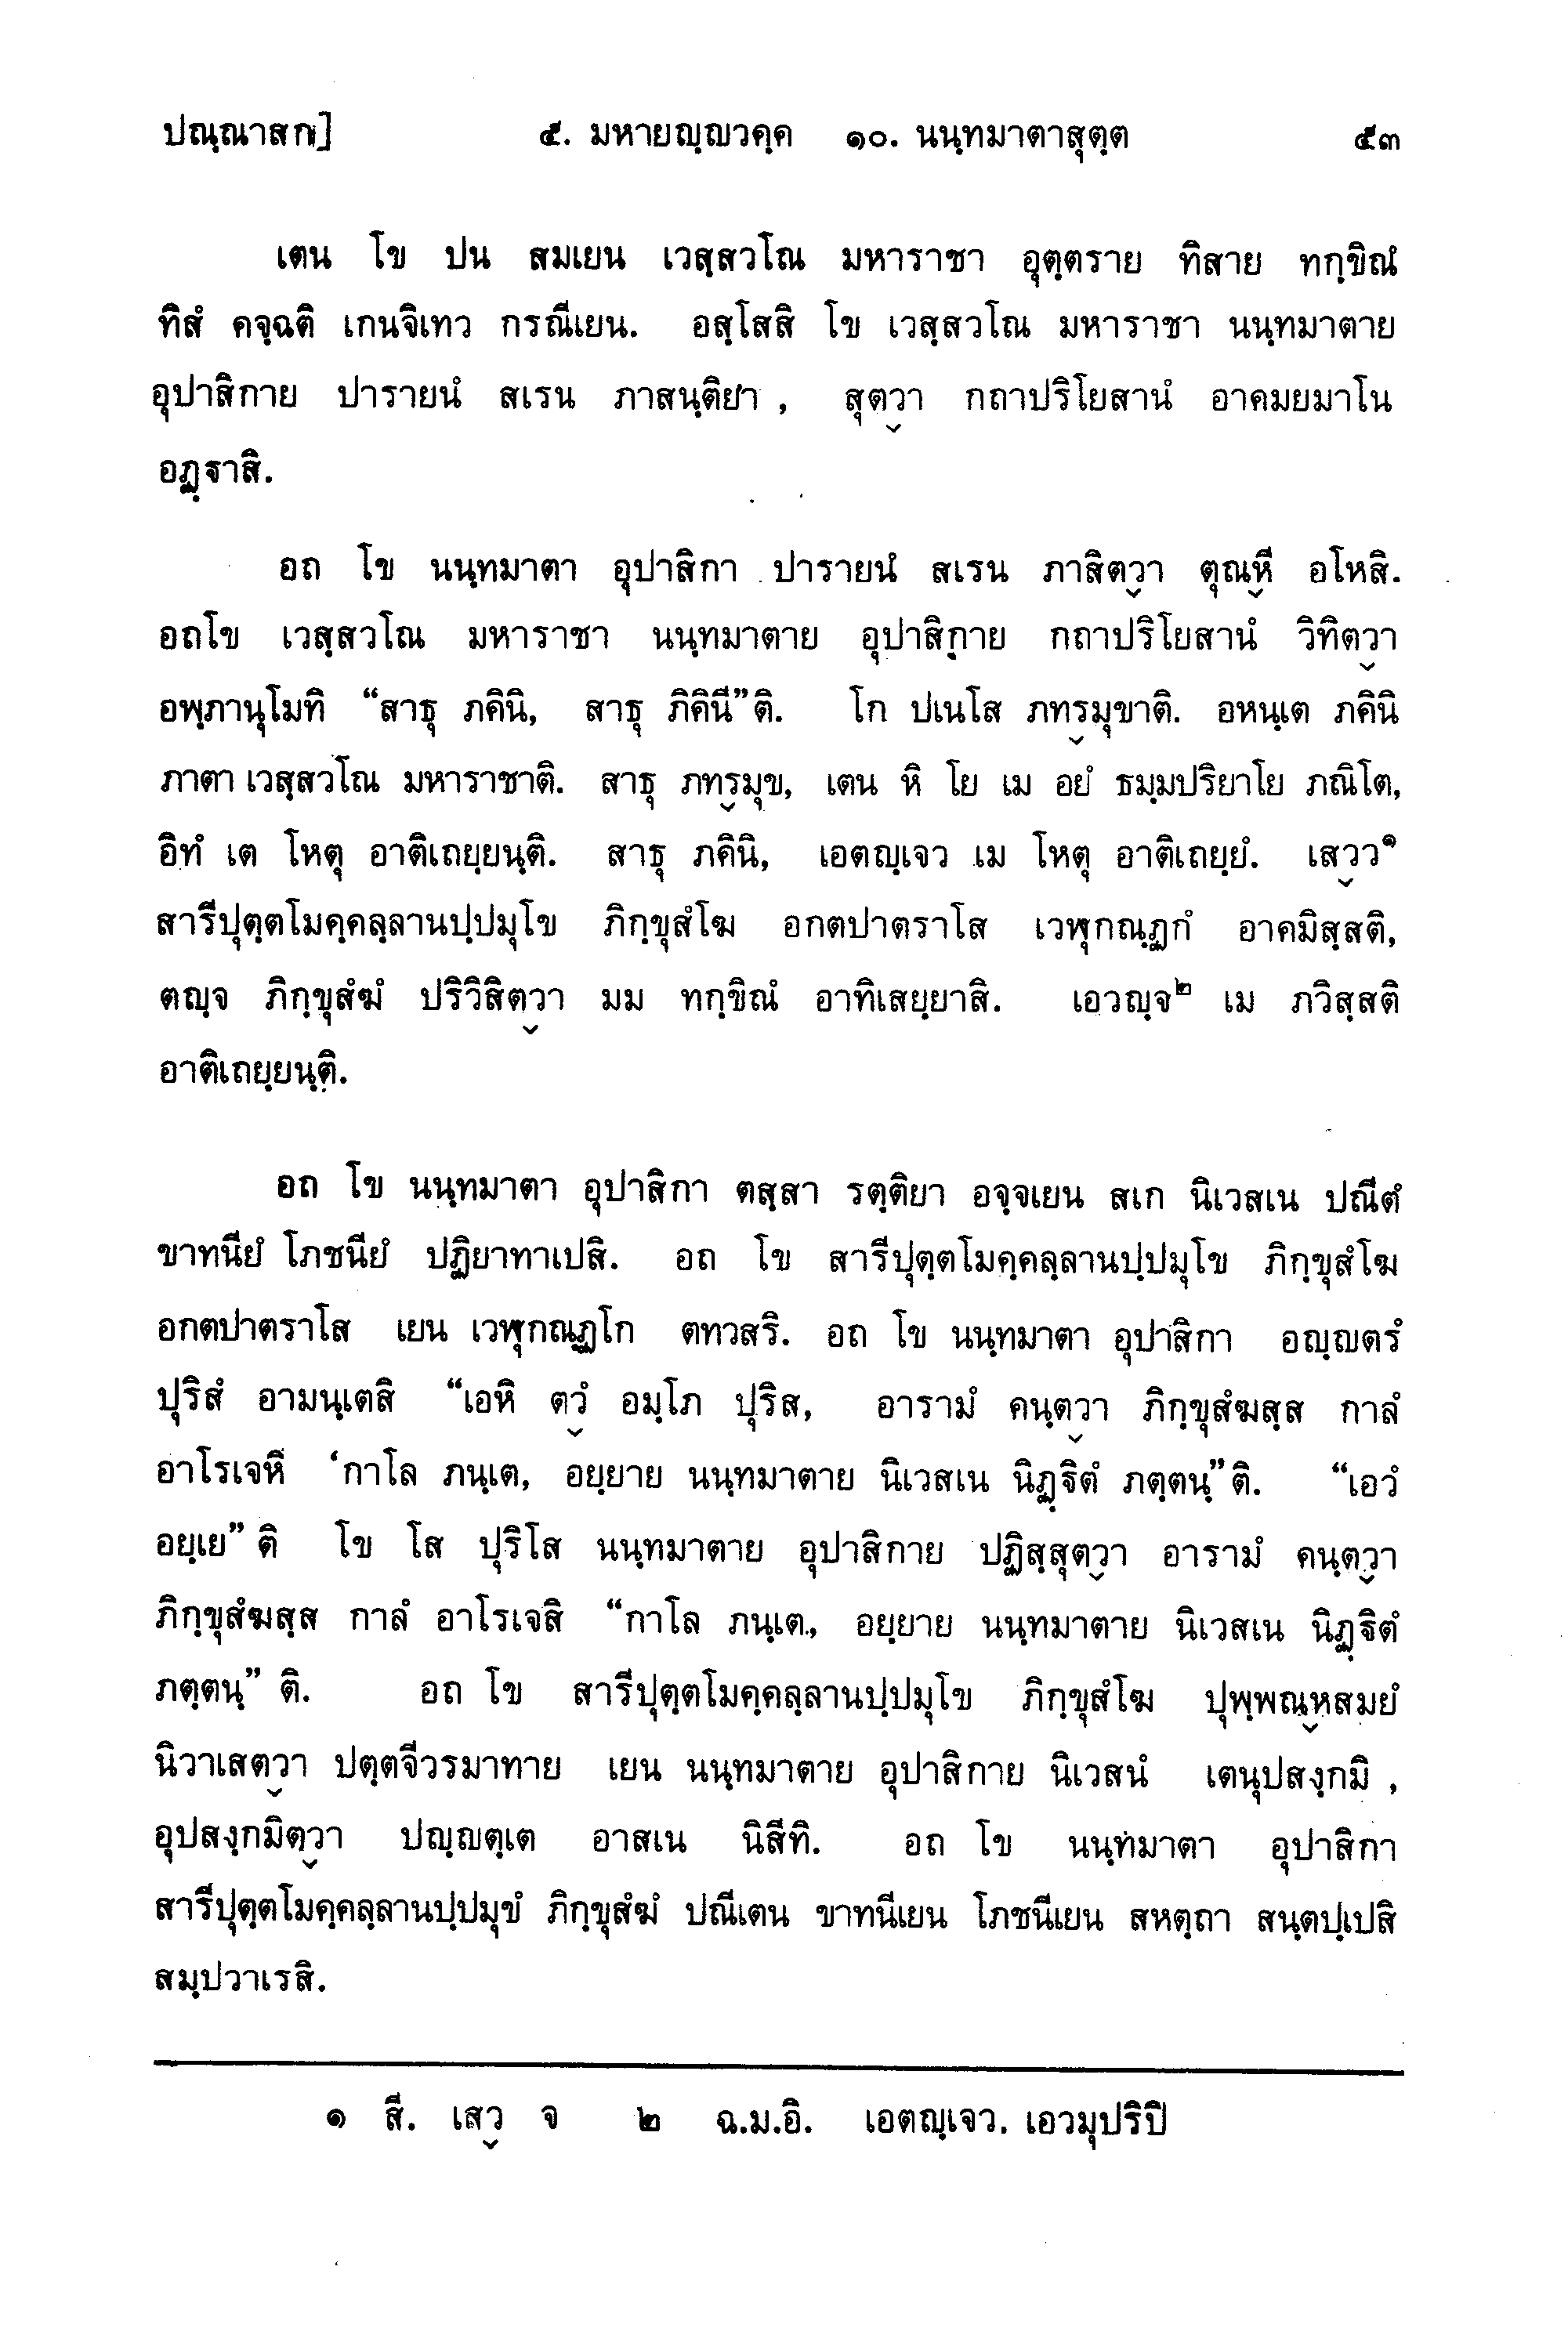 ปณฺณาสก] ๕. มหายญฺญวคฺค ๑๐. นนฺทมาตาสุตฺต ๕๓
เตน โข ปน สมเยน เวสฺสวโณ มหาราชา อุตฺตราย ทิสาย ทกฺขิณํ
ทิสํ คจฺฉติ เกนจิเทว กรณีเยน. อสฺโสสิ โข เวสฺสวโณ มหาราชา นนฺทมาตาย
อุปาสิกาย ปารายนํ สเรน ภาสนฺติยา , สุตฺวา กถาปริโยสานํ อาคมยมาโน
อฏฺฐาสิ.
อถ โข นนฺทมาตา อุปาสิกา ปารายนํ สเรน ภาสิตฺวา ตุณฺหี อโหสิ.
อถโข เวสฺสวโณ มหาราชา นนฺทมาตาย อุปาสิกาย กถาปริโยสานํ วิทิตฺวา
อพฺภานุโมทิ “สาธุ ภคินิ, สาธุ ภิคินี”ติ. โก ปเนโส ภทฺรมุขาติ. อหนฺเต ภคินิ
ภาตา เวสฺสวโณ มหาราชาติ. สาธุ ภทฺรมุข, เตน หิ โย เม อยํ ธมฺมปริยาโย ภณิโต,
อิทํ เต โหตุ อาติเถยฺยนฺติ. สาธุ ภคินิ, เอตญฺเจว เม โหตุ อาติเถยฺยํ. เสฺวว๑
สารีปุตฺตโมคฺคลฺลานปฺปมุโข ภิกฺขุสํโฆ อกตปาตราโส เวฬุกณฺฏกํ อาคมิสฺสติ,
ตญฺจ ภิกฺขุสํฆํ ปริวิสิตฺวา มม ทกฺขิณํ อาทิเสยฺยาสิ. เอวญฺจ๒ เม ภวิสฺสติ
อาติเถยฺยนฺติ.
อถ โข นนฺทมาตา อุปาสิกา ตสฺสา รตฺติยา อจฺจเยน สเก นิเวสเน ปณีตํ
ขาทนียํ โภชนียํ ปฏิยาทาเปสิ. อถ โข สารีปุตฺตโมคฺคลฺลานปฺปมุโข ภิกฺขุสํโฆ
อกตปาตราโส เยน เวฬุกณฺฏโก ตทวสริ. อถ โข นนฺทมาตา อุปาสิกา อญฺญตรํ
ปุริสํ อามนฺเตสิ “เอหิ ตฺวํ อมฺโภ ปุริส, อารามํ คนฺตฺวา ภิกฺขุสํฆสฺส กาลํ
อาโรเจหิ ‘กาโล ภนฺเต, อยฺยาย นนฺทมาตาย นิเวสเน นิฏฺฐิตํ ภตฺตนฺ”ติ. “เอวํ
อยฺเย” ติ โข โส ปุริโส นนฺทมาตาย อุปาสิกาย ปฏิสฺสุตฺวา อารามํ คนฺตฺวา
ภิกฺขุสํฆสฺส กาลํ อาโรเจสิ “กาโล ภนฺเต, อยฺยาย นนฺทมาตาย นิเวสเน นิฏฺฐิตํ
ภตฺตนฺ” ติ. อถ โข สารีปุตฺตโมคฺคลฺลานปฺปมุโข ภิกฺขุสํโฆ ปุพฺพณฺหสมยํ
นิวาเสตฺวา ปตฺตจีวรมาทาย เยน นนฺทมาตาย อุปาสิกาย นิเวสนํ เตนุปสงฺกมิ ,
อุปสงฺกมิตฺวา ปญฺญตฺเต อาสเน นิสีทิ. อถ โข นนฺทมาตา อุปาสิกา
สารีปุตฺตโมคฺคลฺลานปฺปมุขํ ภิกฺขุสํฆํ ปณีเตน ขาทนีเยน โภชนีเยน สหตฺถา สนฺตปฺเปสิ
สมฺปวาเรสิ.
๑ สี. เสฺว จ ๒ ฉ.ม.อิ. เอตญฺเจว. เอวมุปริปิ